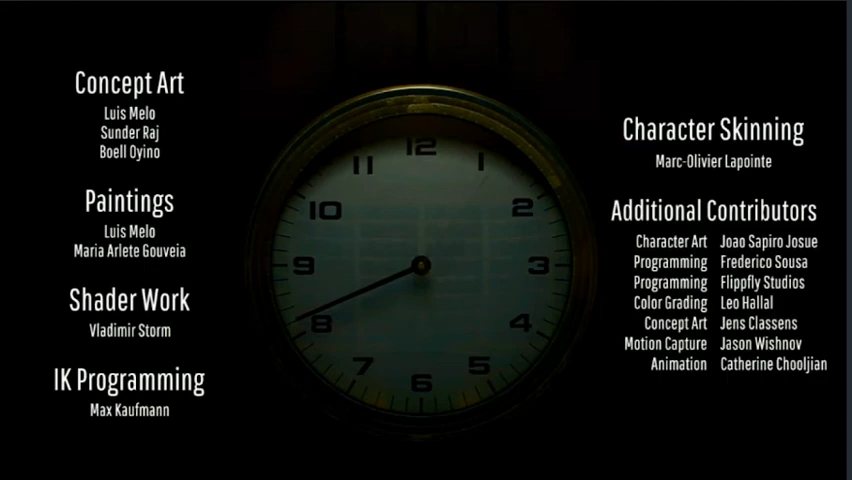 Concept Art
Luis Melo
Sunder Raj
Boell Oyino
Paintings
Luis Melo
Maria Arlete Gouveia
Shader Work
Vladimir Storm
IK Programming
Max Kaufmann
12
1
2
3
4
5
6
7
8
9
10
11
Character Skinning
Marc-Olivier Lapointe
Additional Contributors
Character Art Joao Sapiro Josue
Programming Frederico Sousa
Programming Flippfly Studios
Color Grading Leo Hallal
Concept Art Jens Classens
Motion Capture Jason Wishnov
Animation Catherine Chooljian